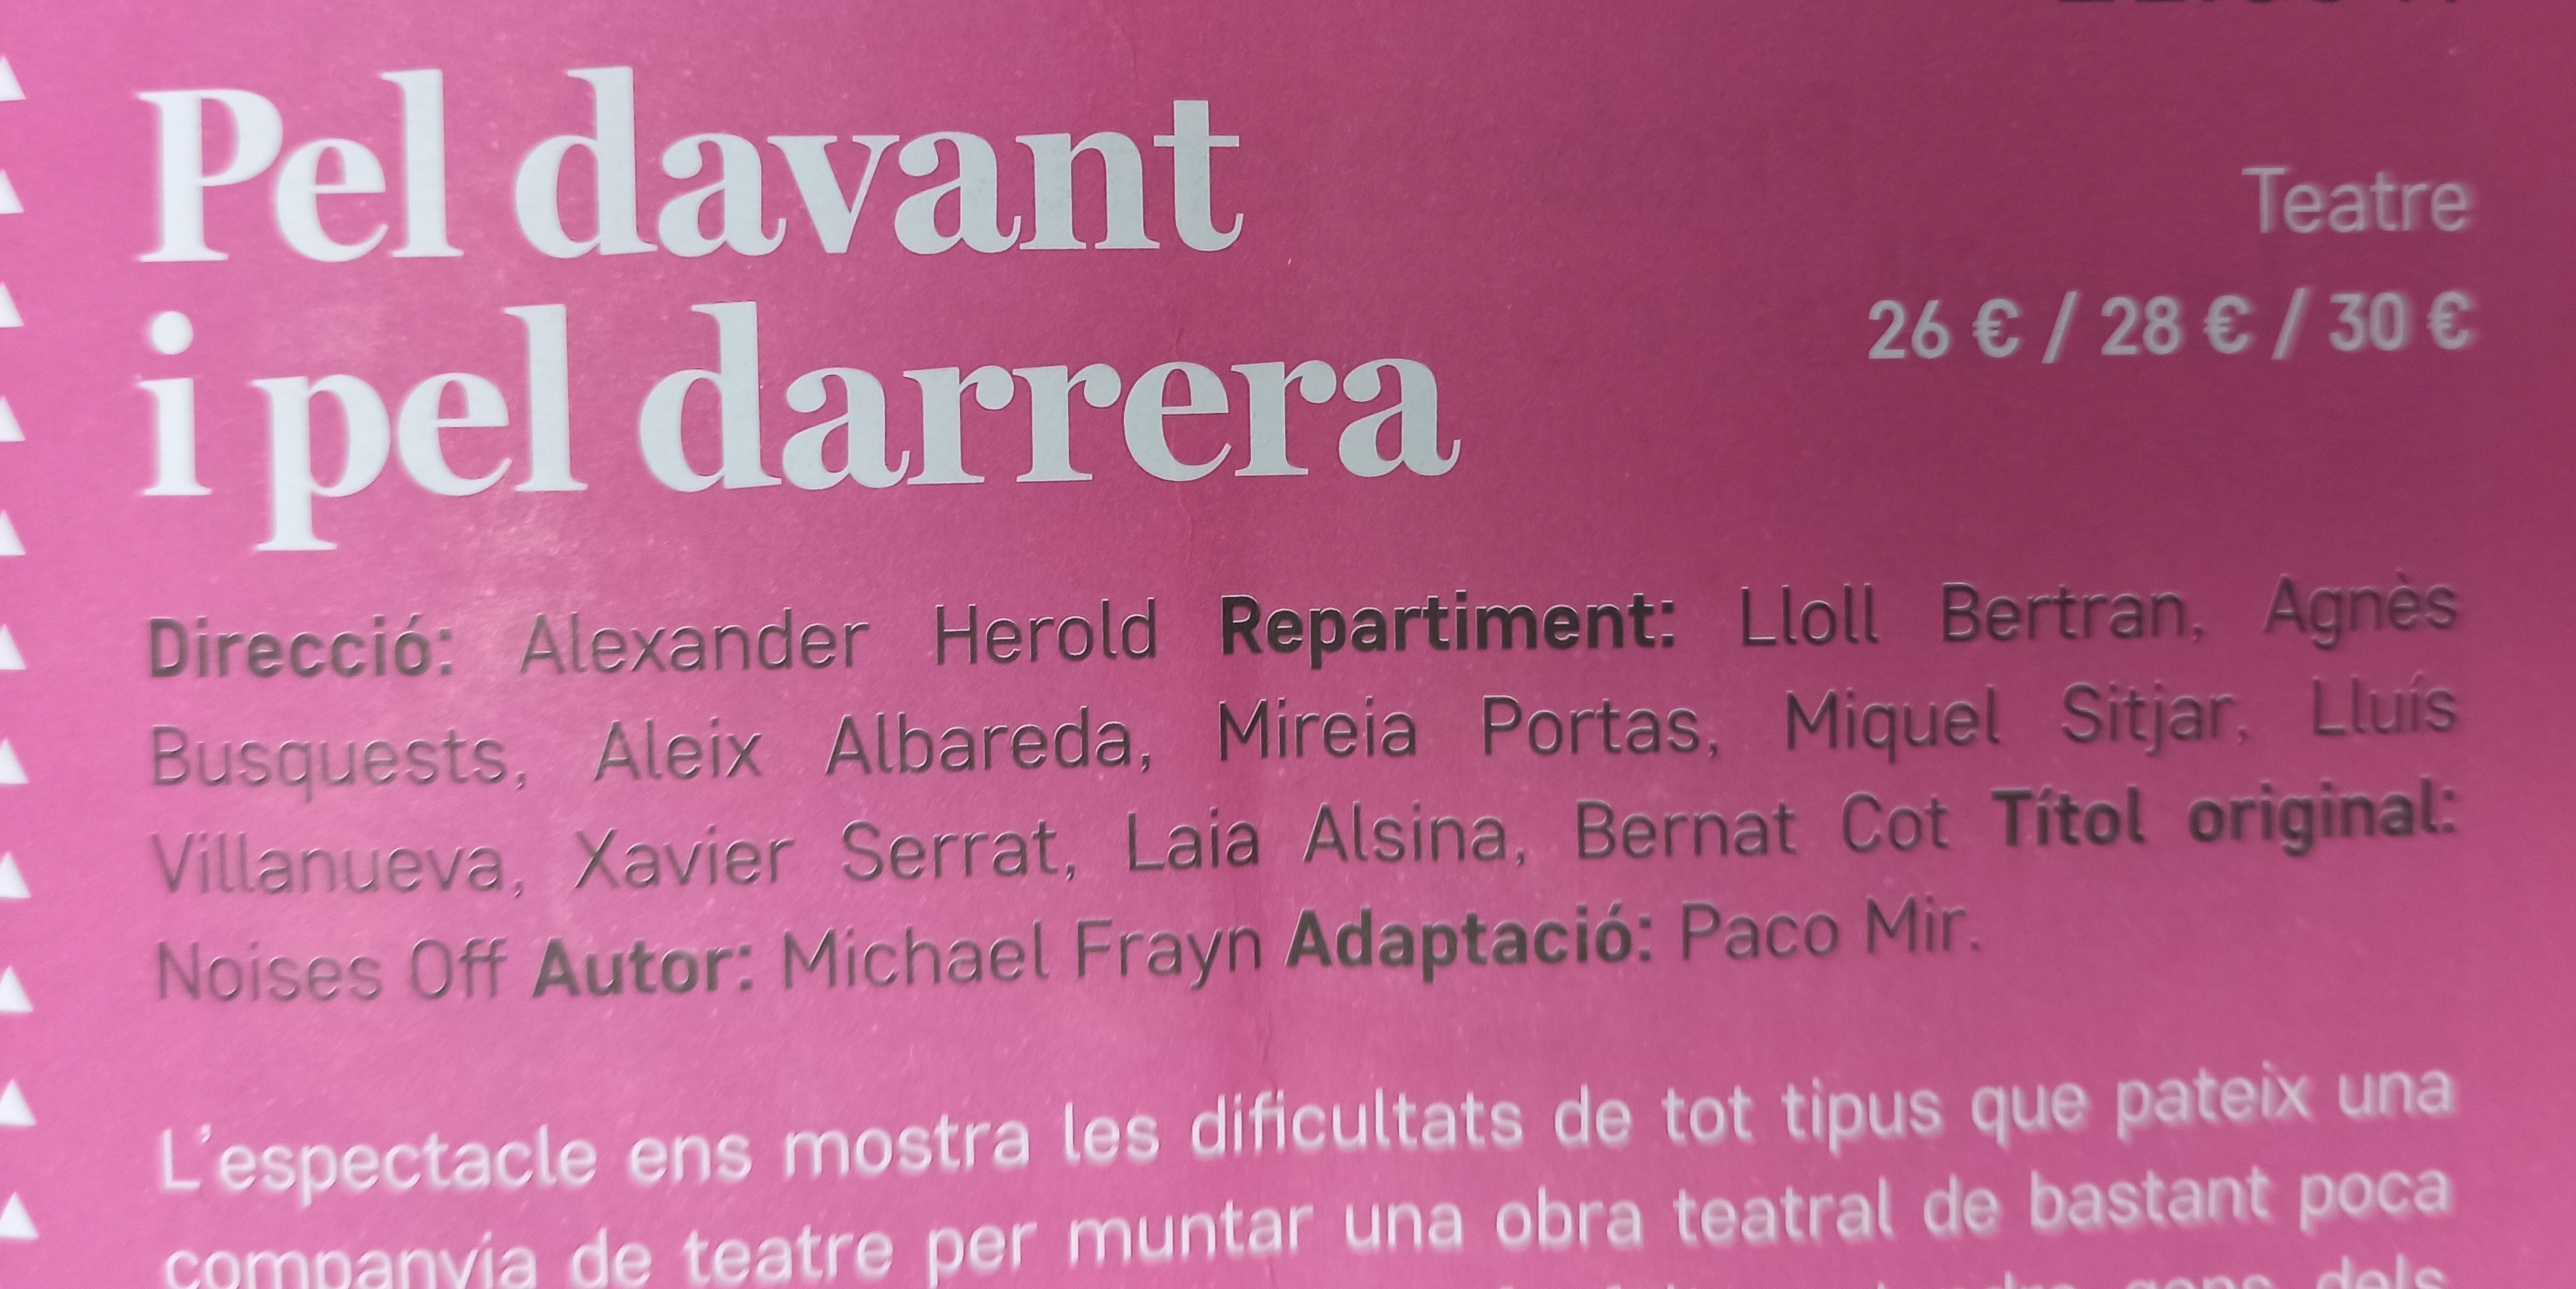 Pel davant
i pel darrera
Teatre
26 € / 28 € / 30 €
Direcció: Alexander Herold Repartiment: Lloll Bertran, Agnès
Busquests, Aleix Albareda, Mireia Portas, Miquel Sitjar, Lluís
Villanueva, Xavier Serrat, Laia Alsina, Bernat Cot Títol original:
Noises Off Autor: Michael Frayn Adaptació: Paco Mir.
L'espectacle ens mostra les dificultats de tot tipus que pateix una
companyia de teatre per muntar una obra teatral de bastant poca
dels